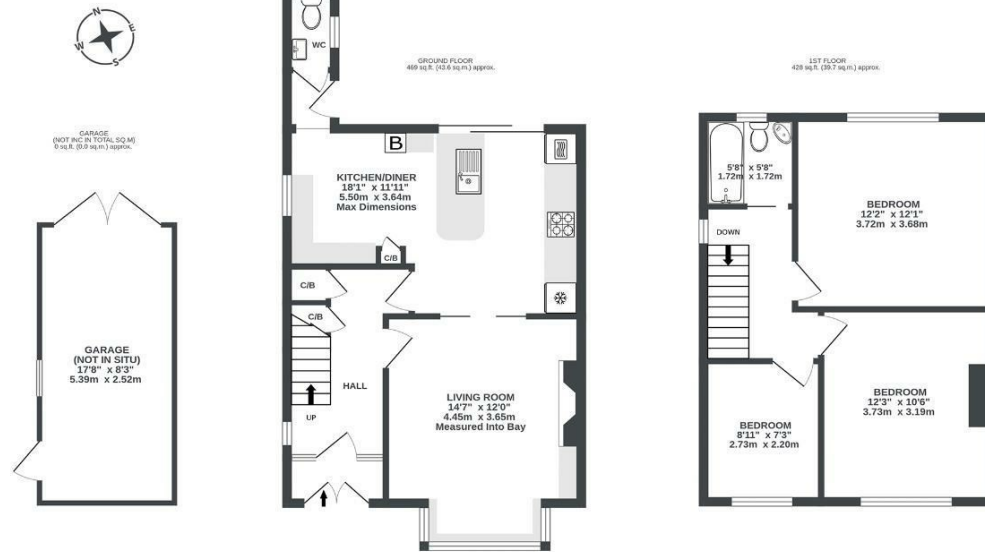 N
E
S
W
GARAGE
(NOT INC IN TOTAL SQ.M)
0 sq.ft. (0.0 sq.m.) approx.
GARAGE
(NOT IN SITU)
17'8" x 8'3"
5.39m x 2.52m
GROUND FLOOR
469 sq.ft. (43.6 sq.m.) approx.
WC
B
KITCHEN/DINER
18'1" x 11'11"
5.50m x 3.64m
Max Dimensions
C/B
C/B
C/B
HALL
UP
LIVING ROOM
14'7" x 12'0"
4.45m x 3.65m
Measured Into Bay
1ST FLOOR
428 sq.ft. (39.7 sq.m.) approx.
5'8" x 5'8"
1.72m x 1.72m
DOWN
BEDROOM
12'2" x 12'1"
3.72m x 3.68m
BEDROOM
12'3" x 10'6"
3.73m x 3.19m
BEDROOM
8'11" x 7'3"
2.73m x 2.20m